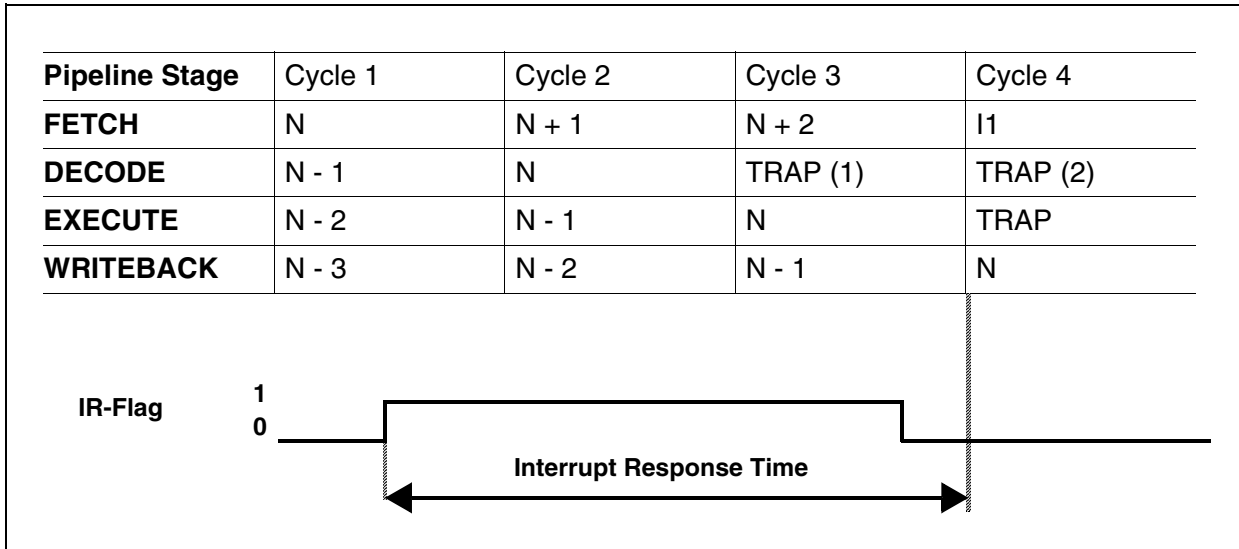 Pipeline Stage Cycle 1 Cycle 2 Cycle 3 Cycle 4
FETCH N N + 1 N + 2 I1
DECODE N - 1 N TRAP (1) TRAP (2)
EXECUTE N - 2 N - 1 N TRAP
WRITEBACK N - 3 N - 2 N - 1 N
1
IR-Flag
0
Interrupt Response Time